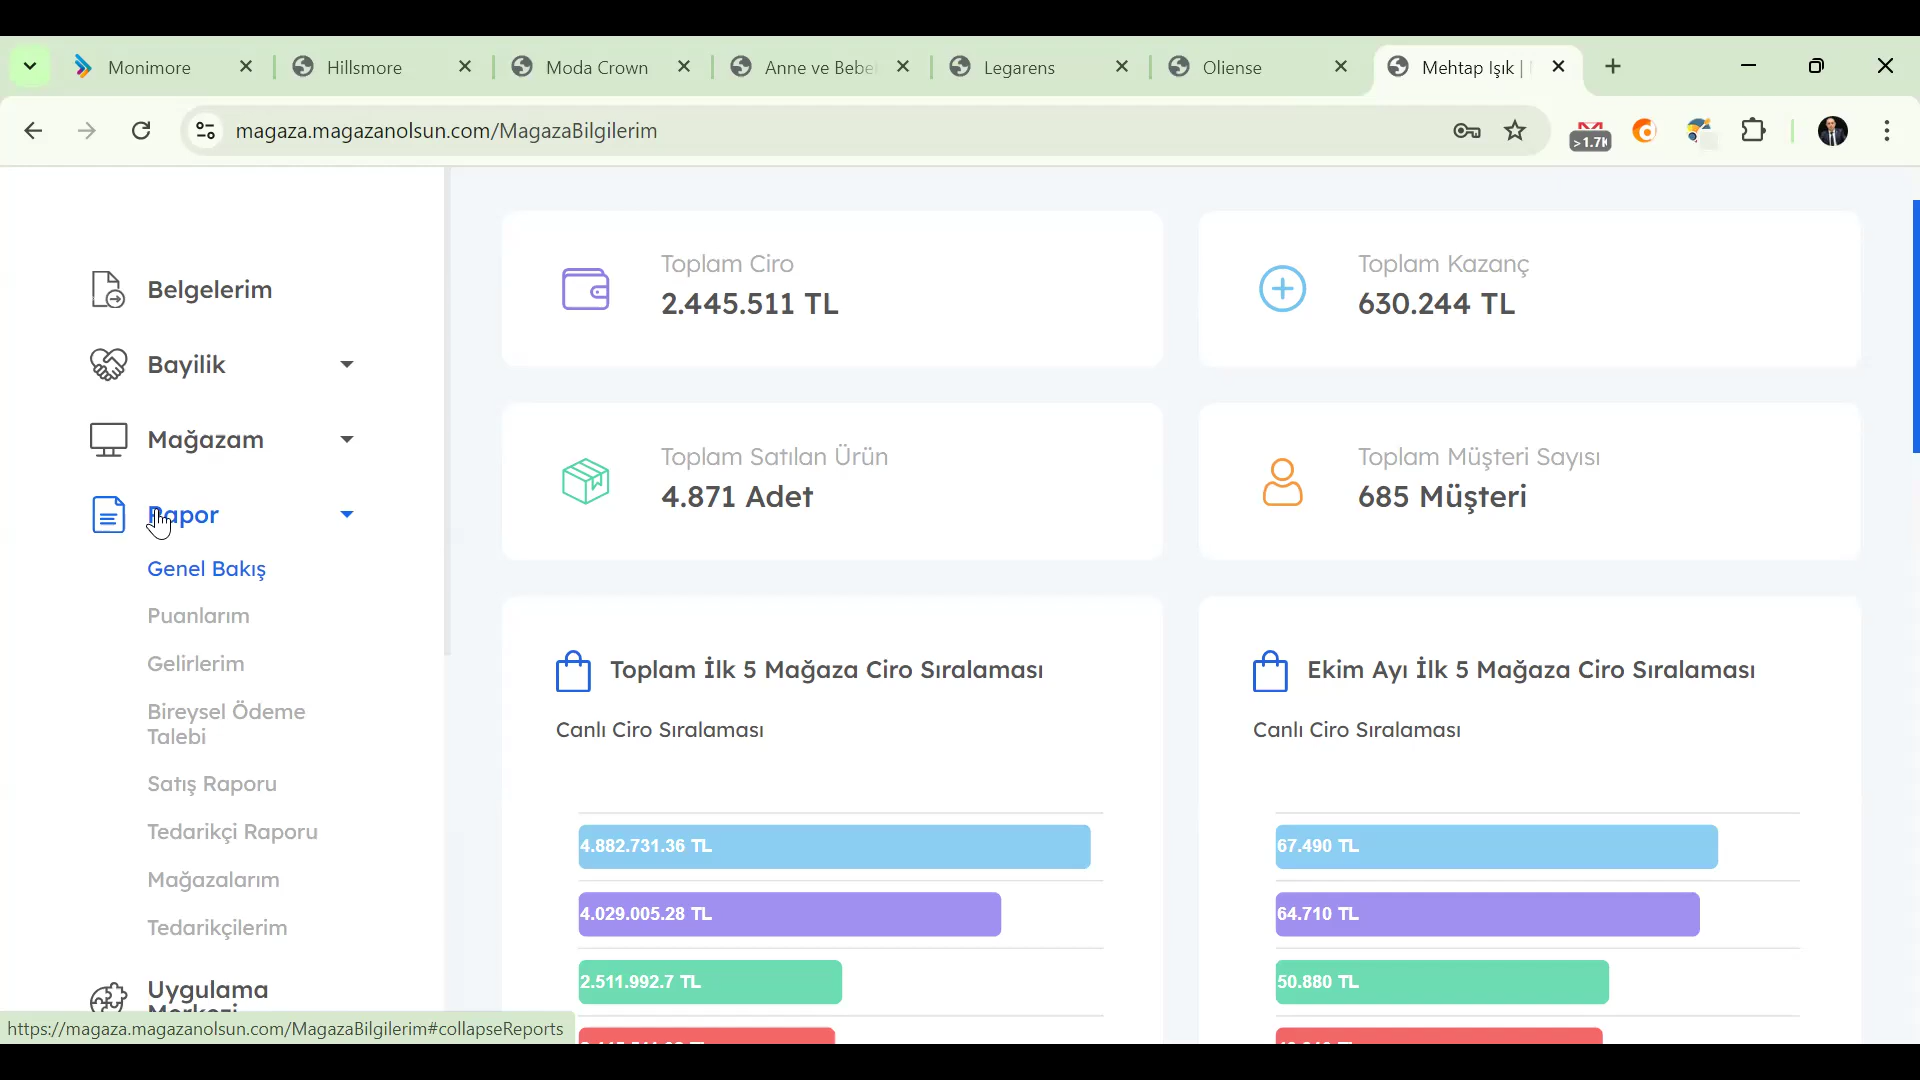 Monimore
Hillsmore
Moda Crown
Anne ve Bebe
Legarens
Oliense
Mehtap Işık |
magaza.magazanolsun.com/MagazaBilgilerim
>1.7K
Belgelerim
Bayilik
Mağazam
Rapor
Genel Bakış
Puanlarım
Gelirlerim
Bireysel Ödeme
Talebi
Satış Raporu
Tedarikçi Raporu
Mağazalarım
Tedarikçilerim
Uygulama
https://magaza.magazanolsun.com/MagazaBilgilerim#collapseReports
Toplam Ciro
2.445.511 TL
Toplam Kazanç
630.244 TL
Toplam Satılan Ürün
4.871 Adet
Toplam Müşteri Sayısı
685 Müşteri
Toplam İlk 5 Mağaza Ciro Sıralaması
Canlı Ciro Sıralaması
4.882.731.36 TL
4.029.005.28 TL
2.511.992.7 TL
Ekim Ayı İlk 5 Mağaza Ciro Sıralaması
Canlı Ciro Sıralaması
67.490 TL
64.710 TL
50.880 TL